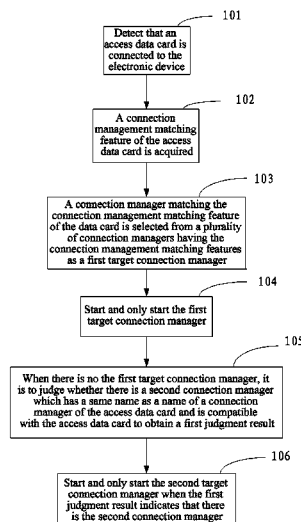 101
Detect that an
access data card is
connected to the
electronic device
102
A connection
management matching
feature of the access
data card is acquired
103
A connection manager matching the
connection management matching feature
of the data card is selected from a plurality
of connection managers having the
connection management matching features
as a first target connection manager
104
Start and only start the first
target connection manager
105
When there is no the first target connection manager, it
is to judge whether there is a second connection manager
which has a same name as a name of a connection
manager of the access data card and is compatible
with the access data card to obtain a first judgment result
106
Start and only start the second
target connection manager when the first
judgment result indicates that there
is the second connection manager